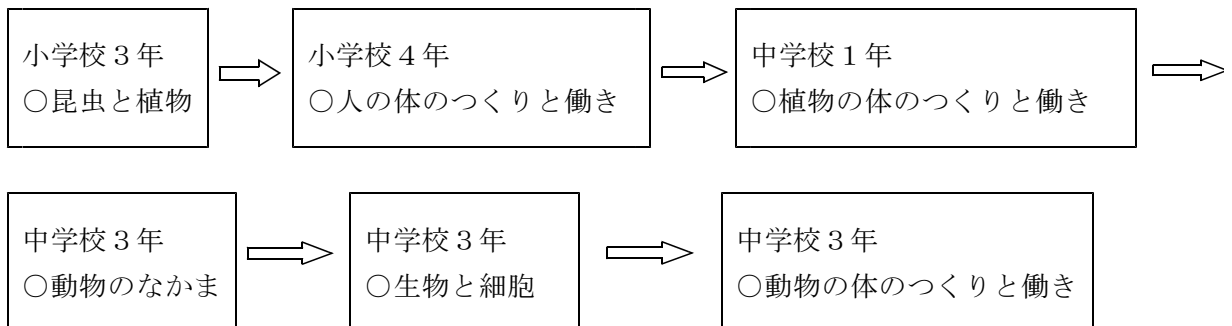 小学校３年
○昆虫と植物
小学校４年
○人の体のつくりと働き
中学校１年
○植物の体のつくりと働き
中学校３年
○動物のなかま
中学校３年
○生物と細胞
中学校３年
○動物の体のつくりと働き